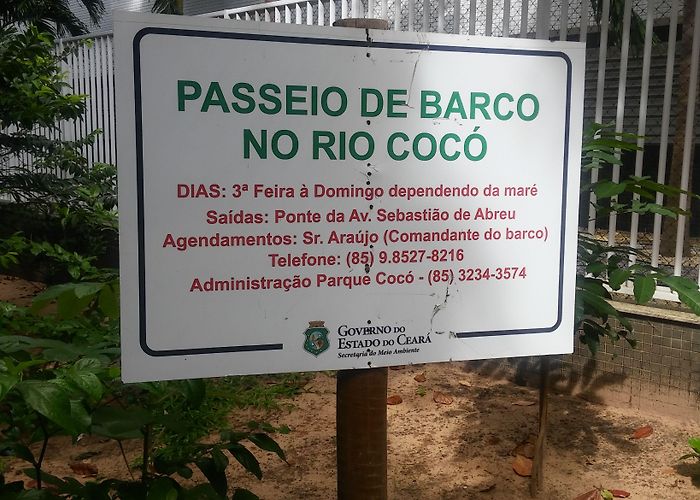 PASSEIO DE BARCO
NO RIO COCÓ
DIAS: 3ª Feira à Domingo dependendo da maré
Saídas: Ponte da Av. Sebastião de Abreu
Agendamentos: Sr. Araújo (Comandante do barco)
Telefone: (85) 9.8527-8216
Administração Parque Cocó - (85) 3234-3574
GOVERNO DO
ESTADO DO CEARÁ
Secretaria do Meio Ambiente